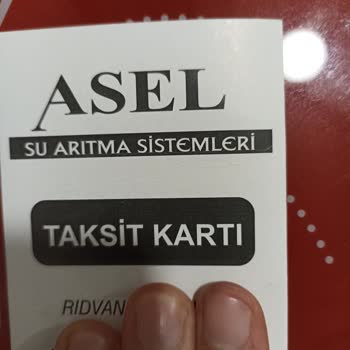 ASEL
SU ARITMA SİSTEMLERİ
TAKSİT KARTI
RIDVAN